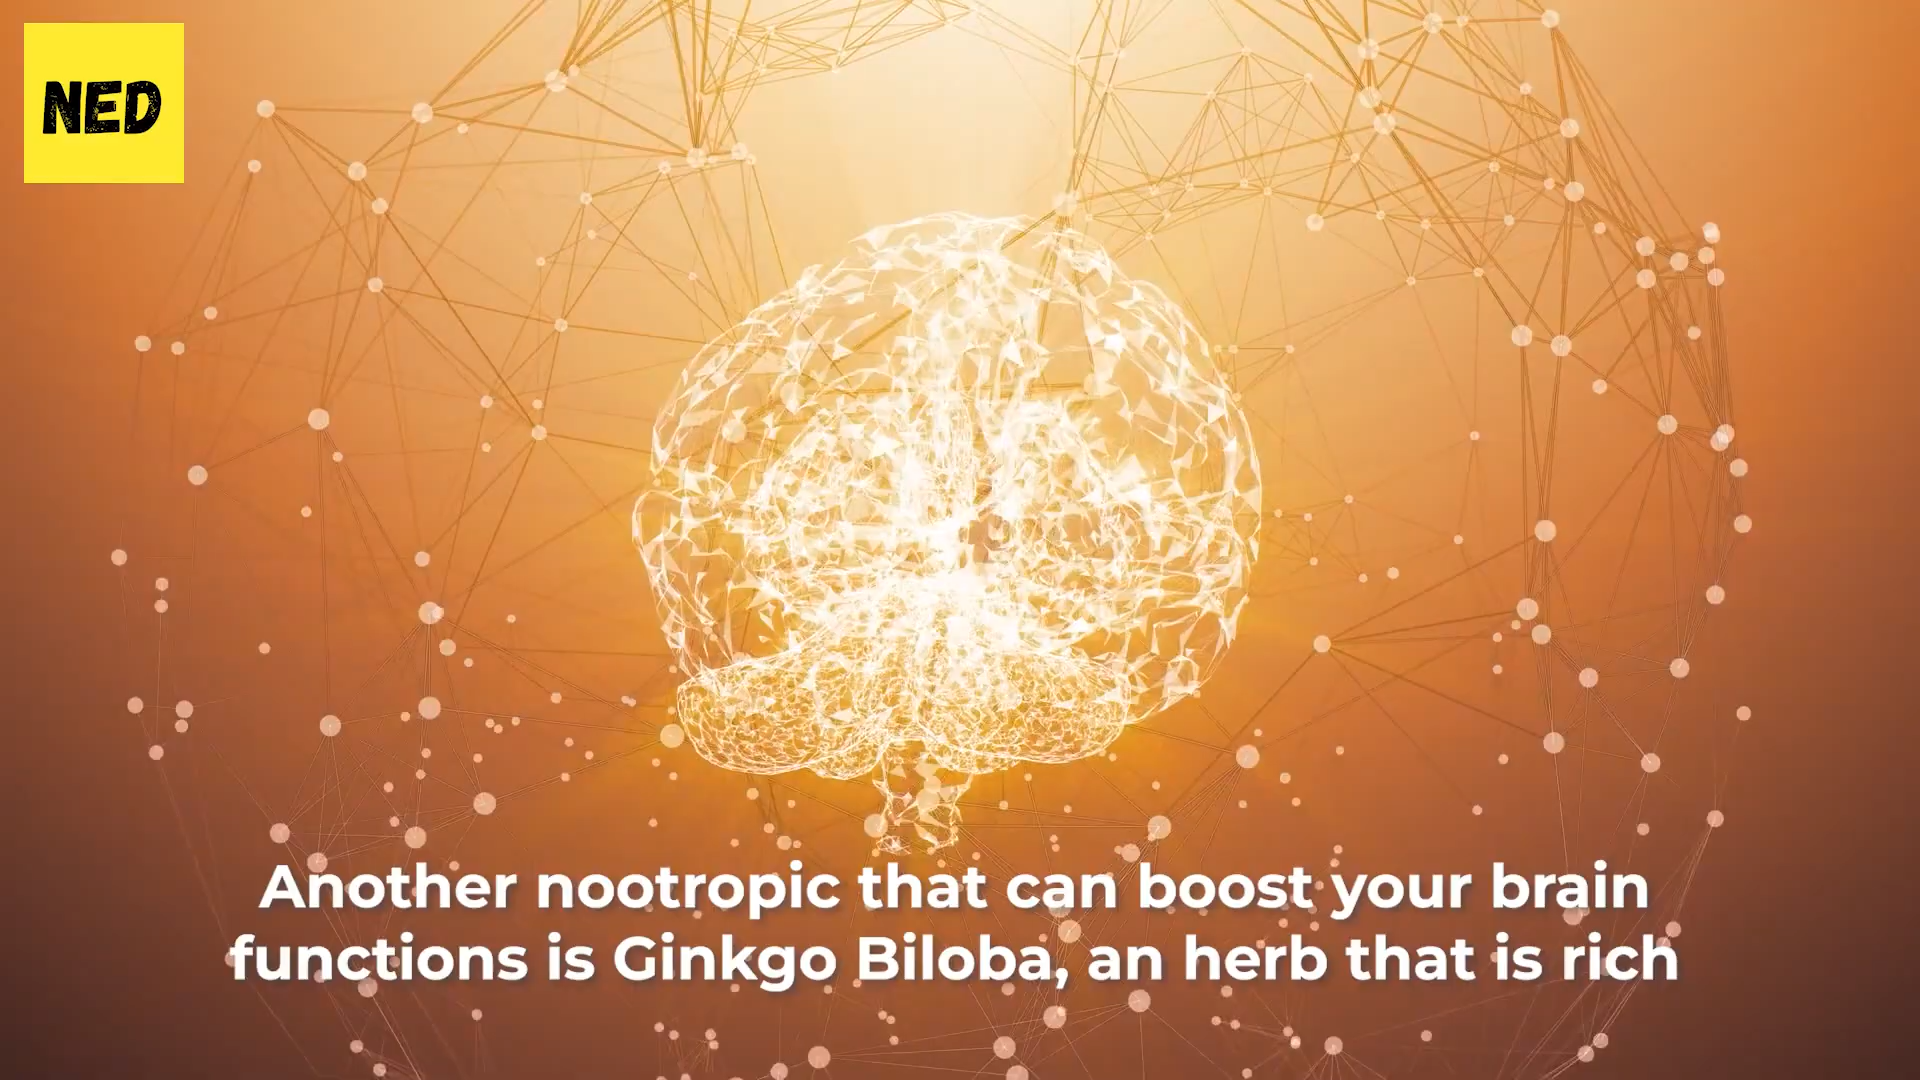 NED
Another nootropic that can boost your brain
functions is Ginkgo Biloba, an herb that is rich